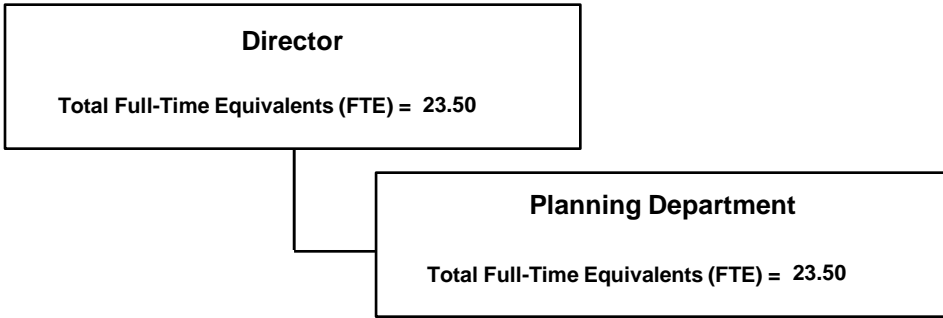 Director
Total Full-Time Equivalents (FTE) = 23.50
Planning Department
Total Full-Time Equivalents (FTE) = 23.50